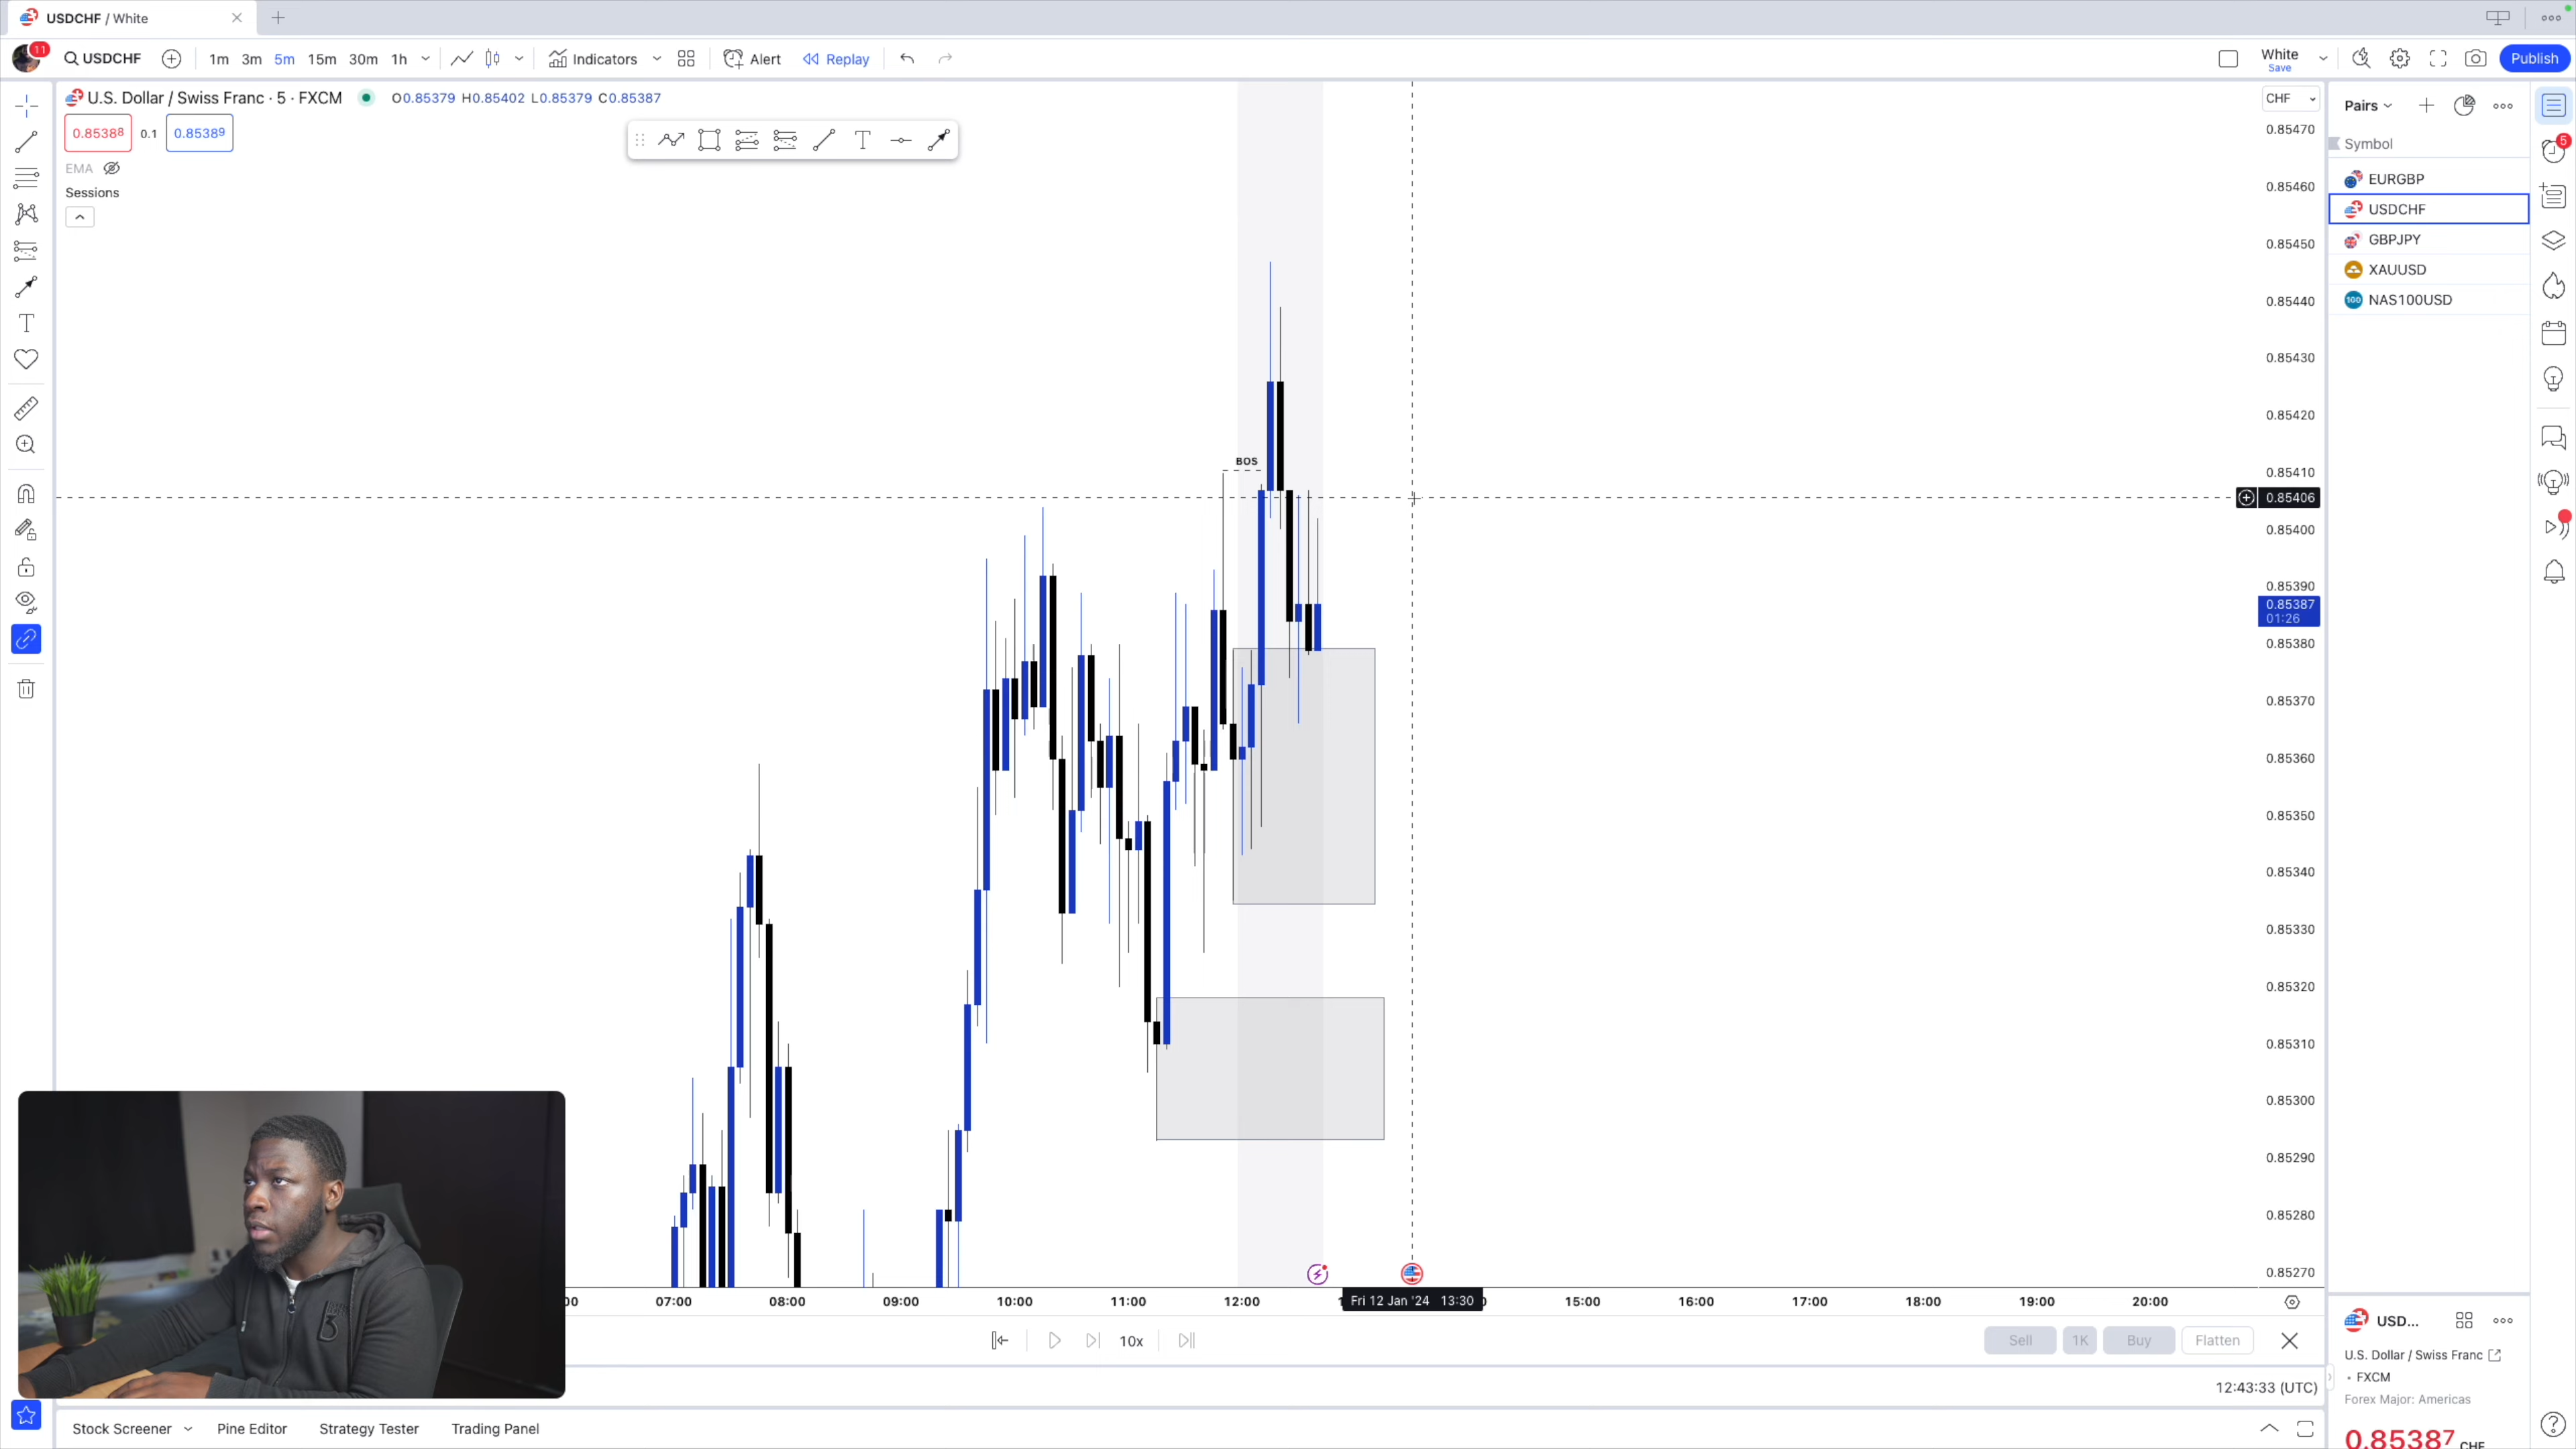 USDCHF / White
11
USDCHF
1m 3m 5m 15m 30m 1h
Indicators
Alert
Replay
White
Save
Publish
U.S. Dollar / Swiss Franc · 5 · FXCM
O0.85379 H0.85402 L0.85379 C0.85387
0.85388
0.1
0.85389
EMA
Sessions
BOS
CHF
0.85470
0.85460
0.85450
0.85440
0.85430
0.85420
0.85410
0.85406
0.85400
0.85390
0.85387
01:26
0.85380
0.85370
0.85360
0.85350
0.85340
0.85330
0.85320
0.85310
0.85300
0.85290
0.85280
0.85270
Pairs
Symbol
EURGBP
USDCHF
GBPJPY
XAUUSD
100
NAS100USD
5
07:00 08:00 09:00 10:00 11:00 12:00 Fri 12 Jan '24 13:30 15:00 16:00 17:00 18:00 19:00 20:00
10x
Sell
1K
Buy
Flatten
12:43:33 (UTC)
Stock Screener
Pine Editor
Strategy Tester
Trading Panel
USD...
U.S. Dollar / Swiss Franc
• FXCM
Forex Major: Americas
0.85387 CHF